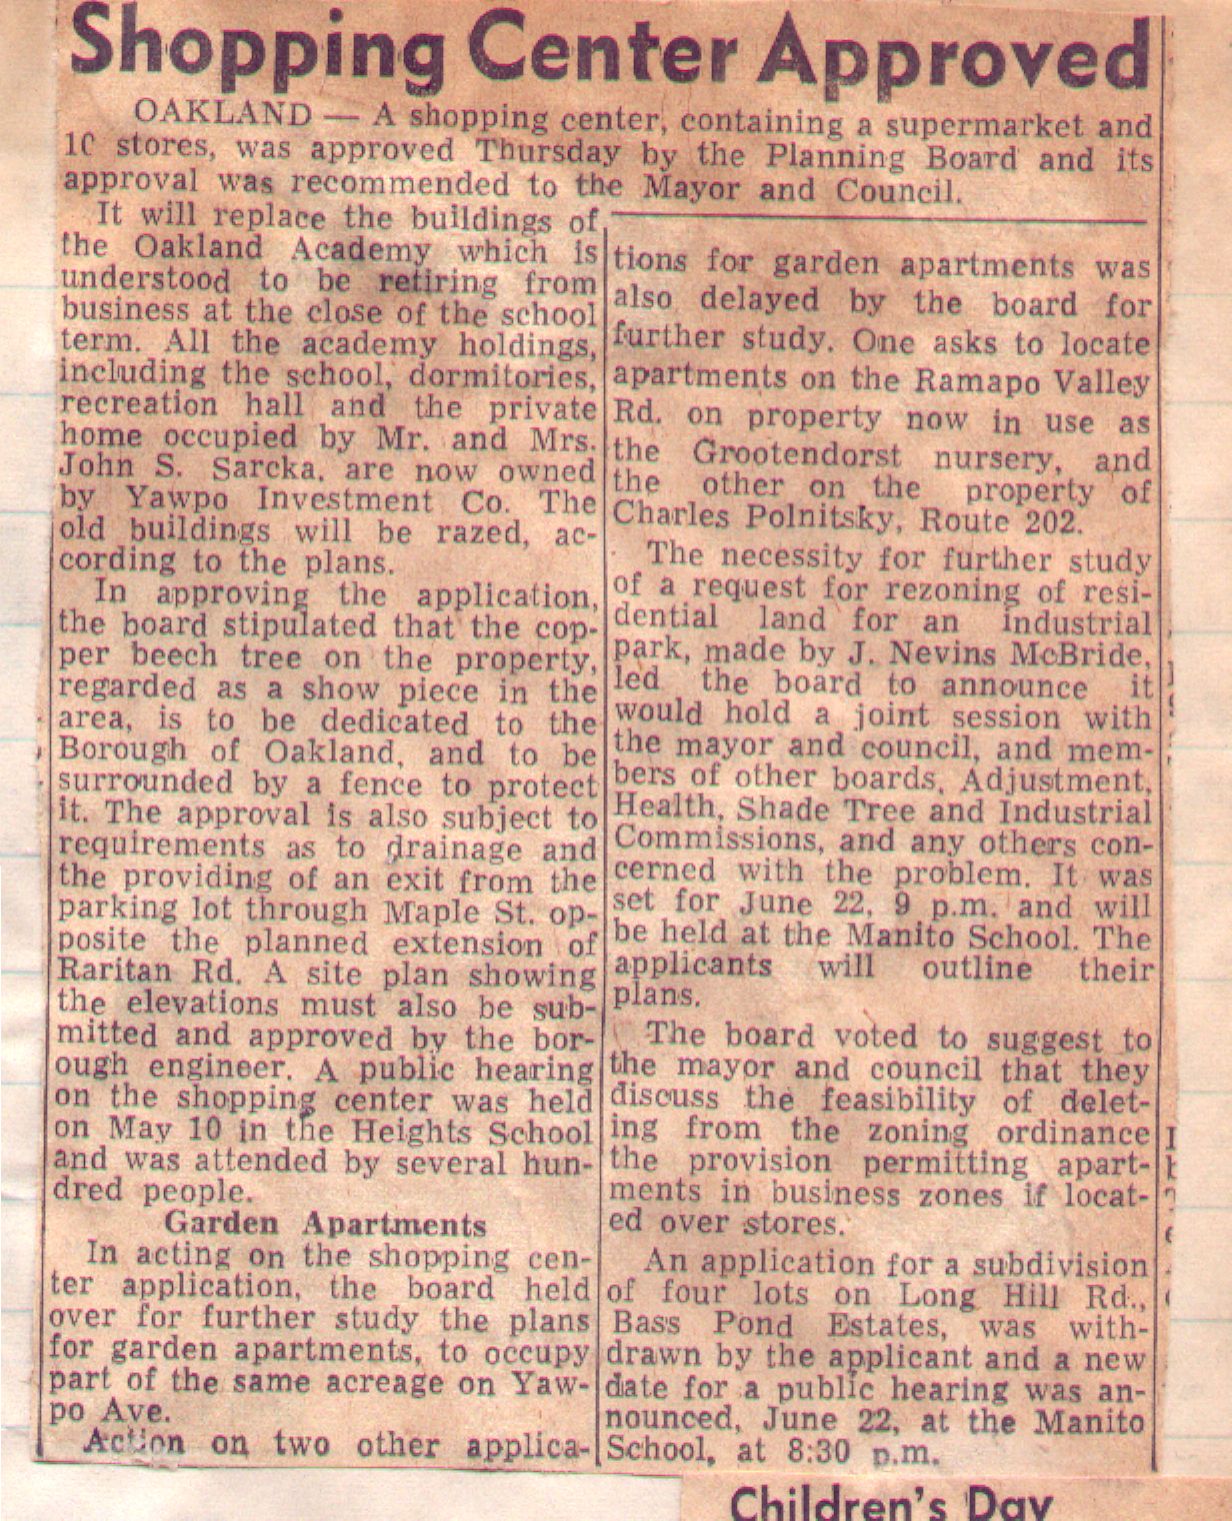 Shopping Center Approved
OAKLAND — A shopping center, containing a supermarket and
10 stores, was approved Thursday by the Planning Board and its
approval was recommended to the Mayor and Council.
It will replace the buildings of
the Oakland Academy which is
understood to be retiring from
business at the close of the school
term. All the academy holdings,
including the school, dormitories,
recreation hall and the private
home occupied by Mr. and Mrs.
John S. Sarcka, are now owned
by Yawpo Investment Co. The
old buildings will be razed, ac-
cording to the plans.
In approving the application,
the board stipulated that the cop-
per beech tree on the property,
regarded as a show piece in the
area, is to be dedicated to the
Borough of Oakland, and to be
surrounded by a fence to protect
it. The approval is also subject to
requirements as to drainage and
the providing of an exit from the
parking lot through Maple St. op-
posite the planned extension of
Raritan Rd. A site plan showing
the elevations must also be sub-
mitted and approved by the bor-
ough engineer. A public hearing
on the shopping center was held
on May 10 in the Heights School
and was attended by several hun-
dred people.
Garden Apartments
In acting on the shopping cen-
ter application, the board held
over for further study the plans
for garden apartments, to occupy
part of the same acreage on Yaw-
po Ave.
Action on two other applica-
tions for garden apartments was
also delayed by the board for
further study. One asks to locate
apartments on the Ramapo Valley
Rd. on property now in use as
the Grootendorst nursery, and
the other on the property of
Charles Polnitsky, Route 202.
The necessity for further study
of a request for rezoning of resi-
dential land for an industrial
park, made by J. Nevins McBride,
led the board to announce it
would hold a joint session with
the mayor and council, and mem-
bers of other boards, Adjustment,
Health, Shade Tree and Industrial
Commissions, and any others con-
cerned with the problem. It was
set for June 22, 9 p.m. and will
be held at the Manito School. The
applicants will outline their
plans.
The board voted to suggest to
the mayor and council that they
discuss the feasibility of delet-
ing from the zoning ordinance
the provision permitting apart-
ments in business zones if locat-
ed over stores.
An application for a subdivision
of four lots on Long Hill Rd.,
Bass Pond Estates, was with-
drawn by the applicant and a new
date for a public hearing was an-
nounced, June 22, at the Manito
School, at 8:30 p.m.
Children's Day